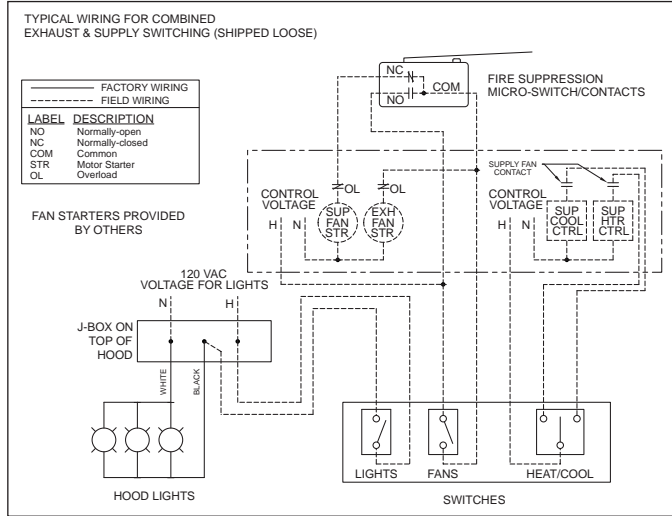 TYPICAL WIRING FOR COMBINED
EXHAUST & SUPPLY SWITCHING (SHIPPED LOOSE)
FACTORY WIRING
FIELD WIRING
LABEL DESCRIPTION
NO Normally-open
NC Normally-closed
COM Common
STR Motor Starter
OL Overload
FAN STARTERS PROVIDED
BY OTHERS
NC
COM
NO
FIRE SUPPRESSION
MICRO-SWITCH/CONTACTS
CONTROL
VOLTAGE
H N
OL
OL
SUP
FAN
STR
EXH
FAN
STR
SUPPLY FAN
CONTACT
CONTROL
VOLTAGE
H N
SUP
COOL
CTRL
SUP
HTR
CTRL
120 VAC
VOLTAGE FOR LIGHTS
N H
J-BOX ON
TOP OF
HOOD
WHITE
BLACK
HOOD LIGHTS
LIGHTS
FANS
HEAT/COOL
SWITCHES